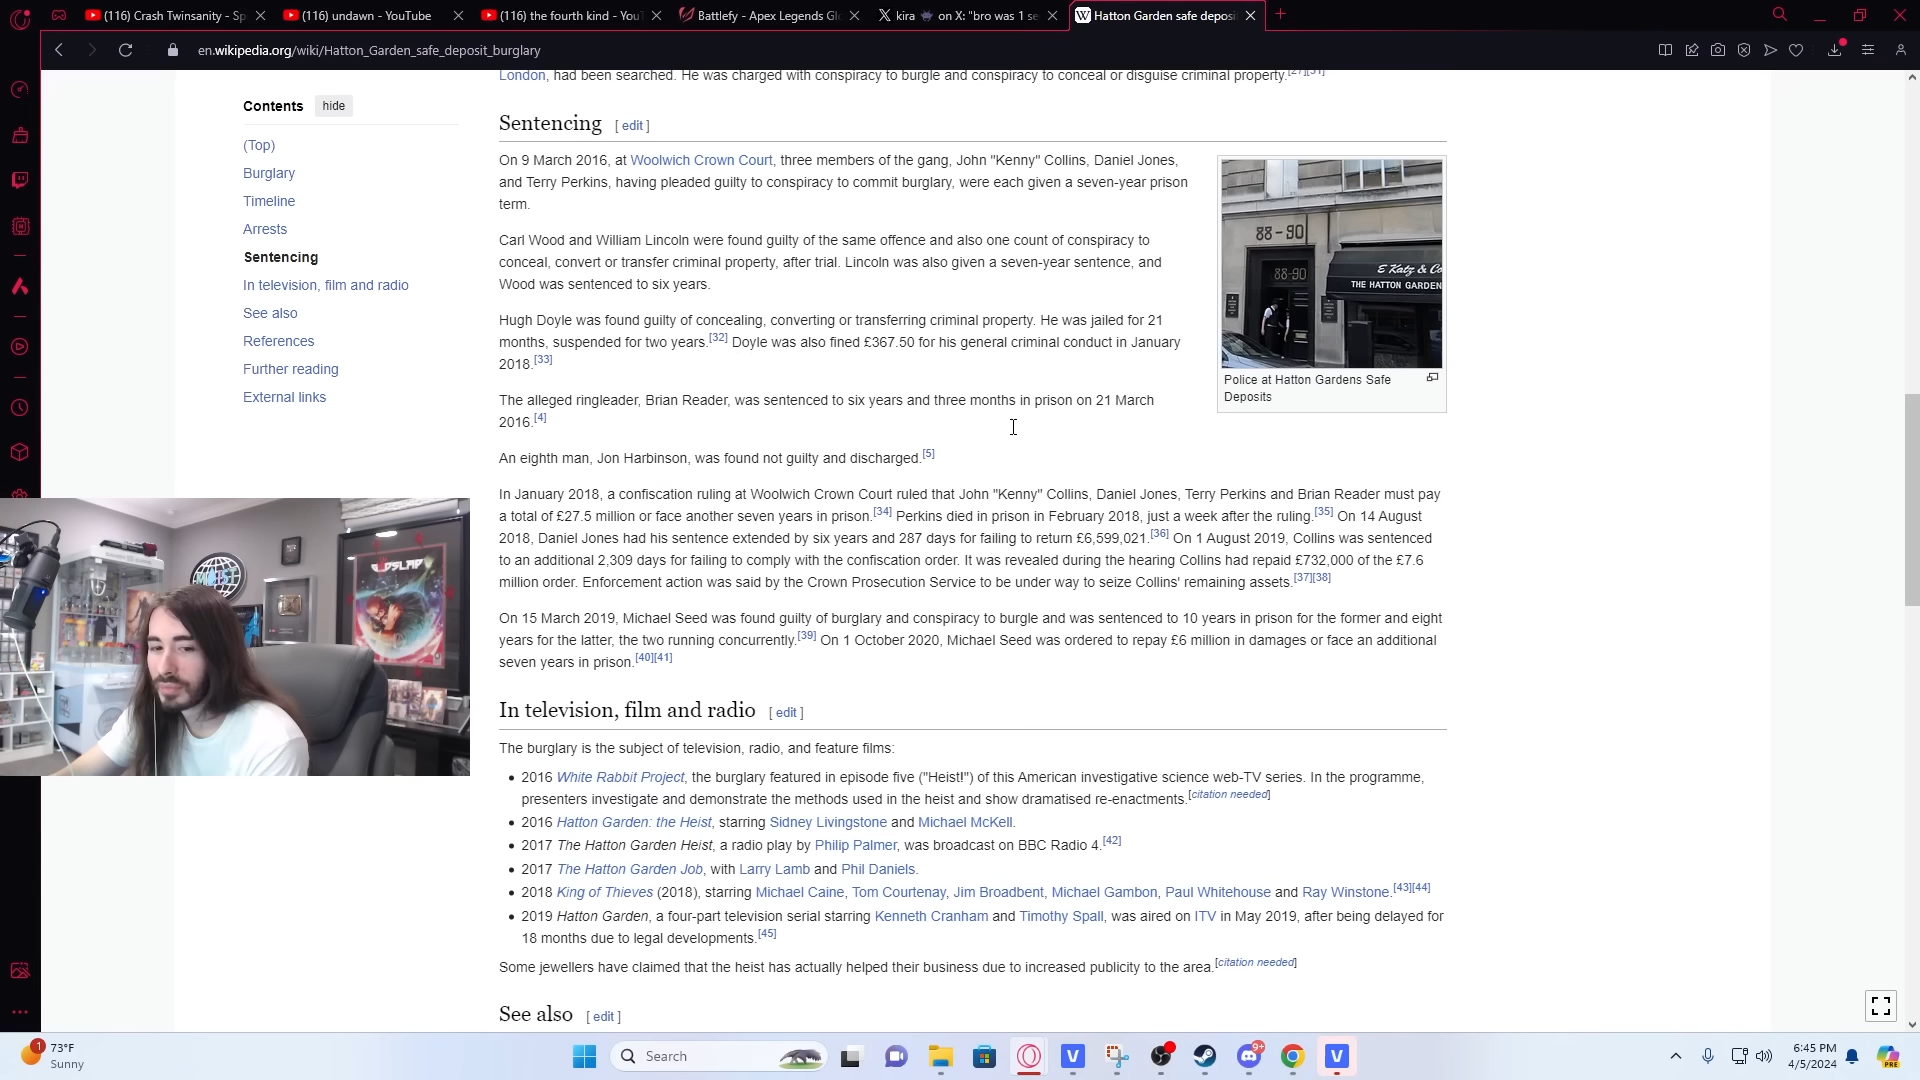 (116) Crash Twinsanity - Sp
(116) undawn - YouTube
(116) the fourth kind - You
Battlefy - Apex Legends Gl
kira on X: "bro was 1 se
Hatton Garden safe deposi
en.wikipedia.org/wiki/Hatton_Garden_safe_deposit_burglary
London, had been searched. He was charged with conspiracy to burgle and conspiracy to conceal or disguise criminal property.[27][31]
Contents hide
(Top)
Burglary
Timeline
Arrests
Sentencing
In television, film and radio
See also
References
Further reading
External links
Sentencing [ edit ]
On 9 March 2016, at Woolwich Crown Court, three members of the gang, John "Kenny" Collins, Daniel Jones,
and Terry Perkins, having pleaded guilty to conspiracy to commit burglary, were each given a seven-year prison
term.
Carl Wood and William Lincoln were found guilty of the same offence and also one count of conspiracy to
conceal, convert or transfer criminal property, after trial. Lincoln was also given a seven-year sentence, and
Wood was sentenced to six years.
Hugh Doyle was found guilty of concealing, converting or transferring criminal property. He was jailed for 21
months, suspended for two years.[32] Doyle was also fined £367.50 for his general criminal conduct in January
2018.[33]
The alleged ringleader, Brian Reader, was sentenced to six years and three months in prison on 21 March
2016.[4]
An eighth man, Jon Harbinson, was found not guilty and discharged.[5]
88-90
88-90
E Katz & Co
THE HATTON GARDEN
Police at Hatton Gardens Safe
Deposits
In January 2018, a confiscation ruling at Woolwich Crown Court ruled that John "Kenny" Collins, Daniel Jones, Terry Perkins and Brian Reader must pay
a total of £27.5 million or face another seven years in prison.[34] Perkins died in prison in February 2018, just a week after the ruling.[35] On 14 August
2018, Daniel Jones had his sentence extended by six years and 287 days for failing to return £6,599,021.[36] On 1 August 2019, Collins was sentenced
to an additional 2,309 days for failing to comply with the confiscation order. It was revealed during the hearing Collins had repaid £732,000 of the £7.6
million order. Enforcement action was said by the Crown Prosecution Service to be under way to seize Collins' remaining assets.[37][38]
On 15 March 2019, Michael Seed was found guilty of burglary and conspiracy to burgle and was sentenced to 10 years in prison for the former and eight
years for the latter, the two running concurrently.[39] On 1 October 2020, Michael Seed was ordered to repay £6 million in damages or face an additional
seven years in prison.[40][41]
MOIST
UPSLAP
In television, film and radio [ edit ]
The burglary is the subject of television, radio, and feature films:
• 2016 White Rabbit Project, the burglary featured in episode five ("Heist!") of this American investigative science web-TV series. In the programme,
presenters investigate and demonstrate the methods used in the heist and show dramatised re-enactments.[citation needed]
• 2016 Hatton Garden: the Heist, starring Sidney Livingstone and Michael McKell.
• 2017 The Hatton Garden Heist, a radio play by Philip Palmer, was broadcast on BBC Radio 4.[42]
• 2017 The Hatton Garden Job, with Larry Lamb and Phil Daniels.
• 2018 King of Thieves (2018), starring Michael Caine, Tom Courtenay, Jim Broadbent, Michael Gambon, Paul Whitehouse and Ray Winstone.[43][44]
• 2019 Hatton Garden, a four-part television serial starring Kenneth Cranham and Timothy Spall, was aired on ITV in May 2019, after being delayed for
18 months due to legal developments.[45]
Some jewellers have claimed that the heist has actually helped their business due to increased publicity to the area.[citation needed]
See also [ edit ]
1
73°F
Sunny
Search
9+
6:45 PM
4/5/2024
PRE